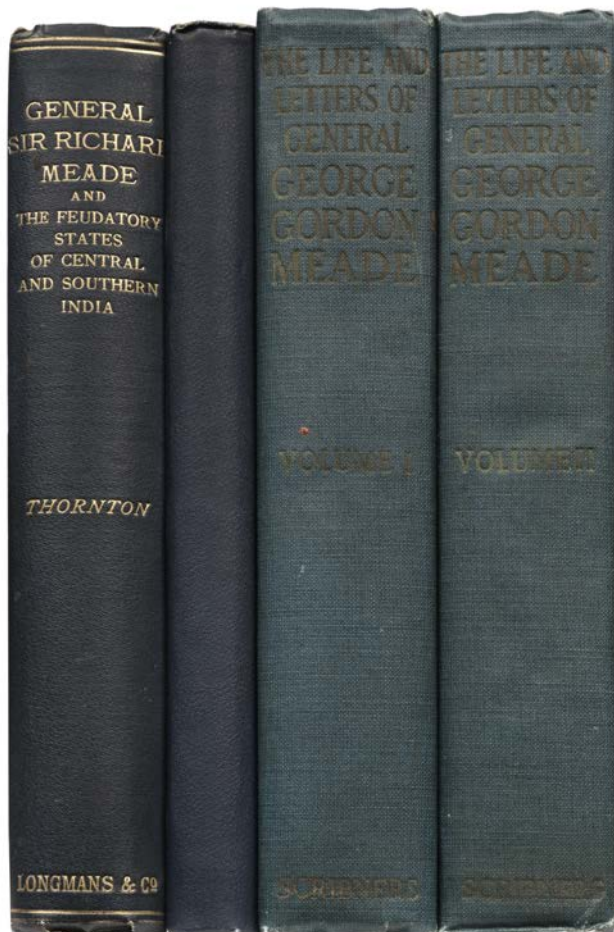 GENERAL
SIR RICHARD
MEADE
AND
THE FEUDATORY
STATES
OF CENTRAL
AND SOUTHERN
INDIA
THORNTON
LONGMANS & Co
THE LIFE AND
LETTERS OF
GENERAL
GEORGE
GORDON
MEADE
VOLUME I
SCRIBNERS
THE LIFE AND
LETTERS OF
GENERAL
GEORGE
GORDON
MEADE
VOLUME II
SCRIBNERS